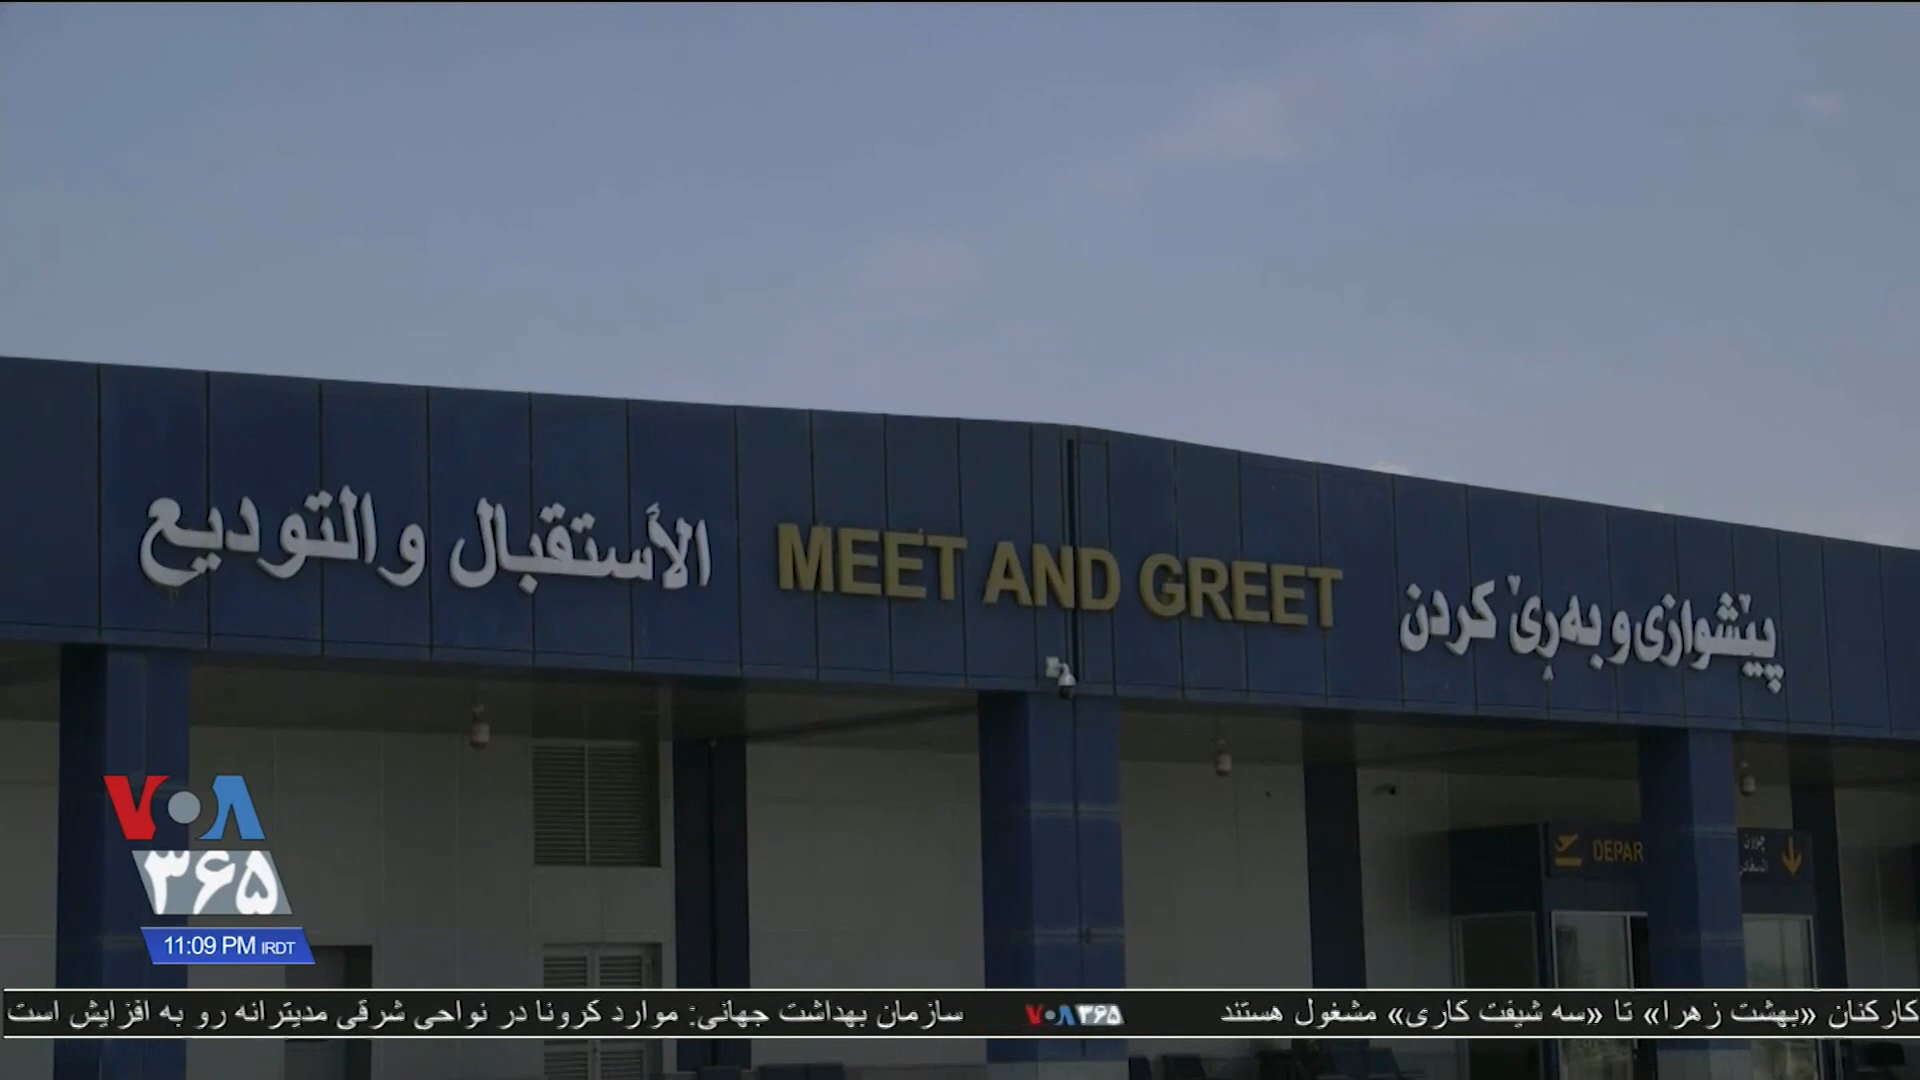 الأستقبال والتوديع
MEET AND GREET
پێشوازی و بەڕێ کردن
DEPAR
VOA
۳۶۵
11:09 PM IRDT
کارکنان «بهشت زهرا» تا «سه شیفت کاری» مشغول هستند VOA۳۶۵ سازمان بهداشت جهانی: موارد کرونا در نواحی شرقی مدیترانه رو به افزایش است